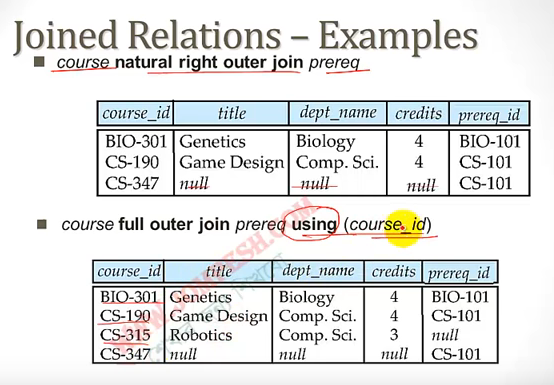 Joined Relations – Examples
course natural right outer join prereq
course_id title dept_name credits prereq_id
BIO-301 Genetics Biology 4 BIO-101
CS-190 Game Design Comp. Sci. 4 CS-101
CS-347 null null null CS-101
course full outer join prereq using (course_id)
course_id title dept_name credits prereq_id
BIO-301 Genetics Biology 4 BIO-101
CS-190 Game Design Comp. Sci. 4 CS-101
CS-315 Robotics Comp. Sci. 3 null
CS-347 null null null CS-101